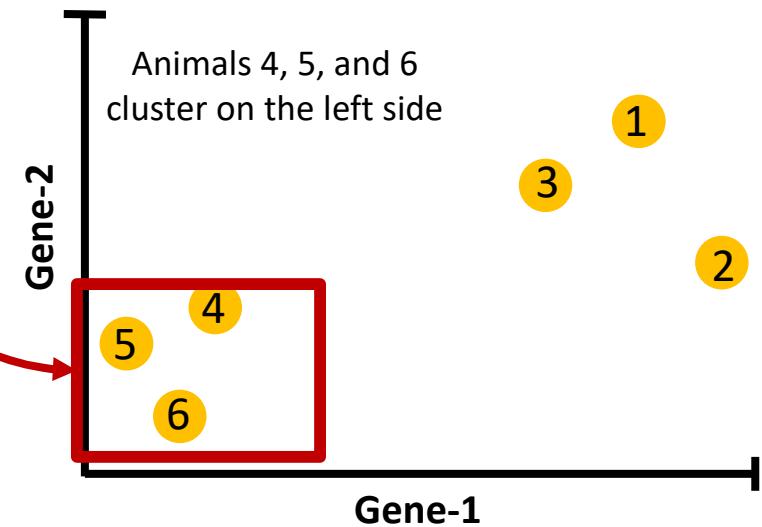 Animals 4, 5, and 6
cluster on the left side
1
3
2
4
5
6
Gene-2
Gene-1